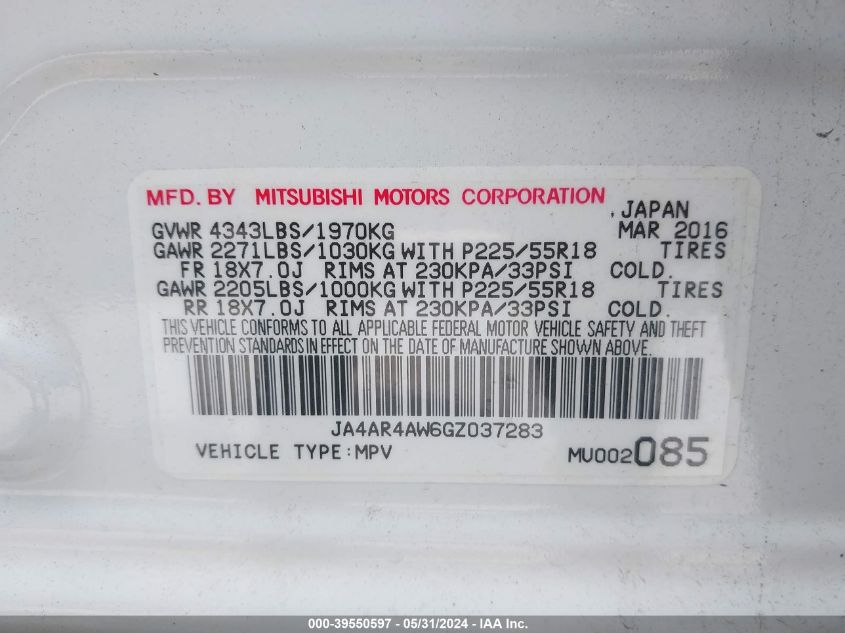 MFD. BY MITSUBISHI MOTORS CORPORATION
, JAPAN
GVWR 4343LBS/1970KG MAR 2016
GAWR 2271LBS/1030KG WITH P225/55R18 TIRES
FR 18X7.0J RIMS AT 230KPA/33PSI COLD.
GAWR 2205LBS/1000KG WITH P225/55R18 TIRES
RR 18X7.0J RIMS AT 230KPA/33PSI COLD.
THIS VEHICLE CONFORMS TO ALL APPLICABLE FEDERAL MOTOR VEHICLE SAFETY AND THEFT
PREVENTION STANDARDS IN EFFECT ON THE DATE OF MANUFACTURE SHOWN ABOVE.
JA4AR4AW6GZ037283
VEHICLE TYPE:MPV MU002085
000-39550597 - 05/31/2024 - IAA Inc.